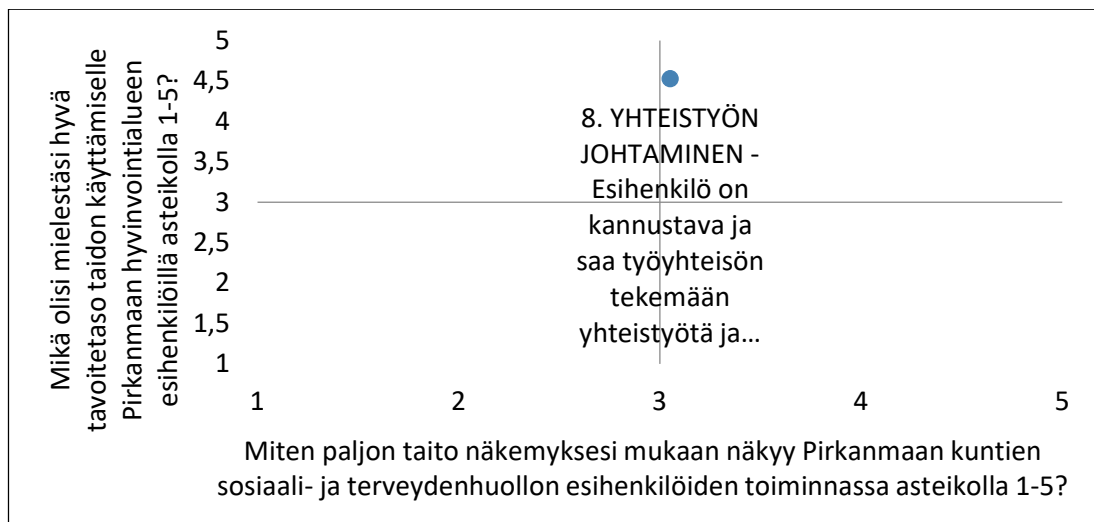 Mikä olisi mielestäsi hyvä
tavoitetaso taidon käyttämiselle
Pirkanmaan hyvinvointialueen
esihenkilöillä asteikolla 1-5?
5
4,5
4
3,5
3
2,5
2
1,5
1
8. YHTEISTYÖN
JOHTAMINEN -
Esihenkilö on
kannustava ja
saa työyhteisön
tekemään
yhteistyötä ja...
1 2 3 4 5
Miten paljon taito näkemyksesi mukaan näkyy Pirkanmaan kuntien
sosiaali- ja terveydenhuollon esihenkilöiden toiminnassa asteikolla 1-5?